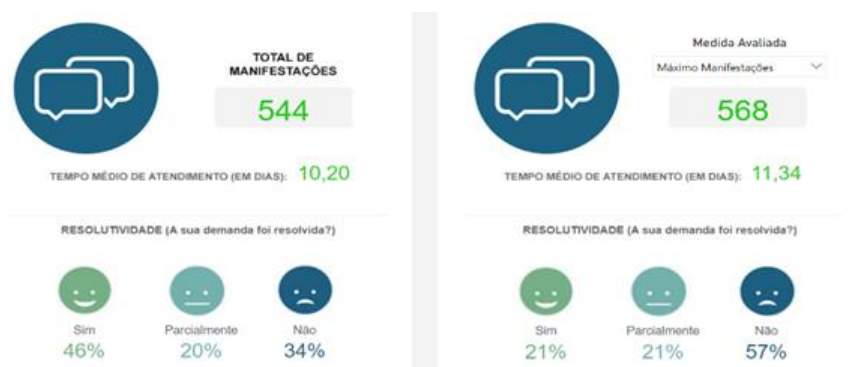 TOTAL DE
MANIFESTAÇÕES
544
TEMPO MÉDIO DE ATENDIMENTO (EM DIAS): 10,20
RESOLUTIVIDADE (A sua demanda foi resolvida?)
Sim Parcialmente Não
46% 20% 34%
Medida Avaliada
Máximo Manifestações
568
TEMPO MÉDIO DE ATENDIMENTO (EM DIAS): 11,34
RESOLUTIVIDADE (A sua demanda foi resolvida?)
Sim Parcialmente Não
21% 21% 57%